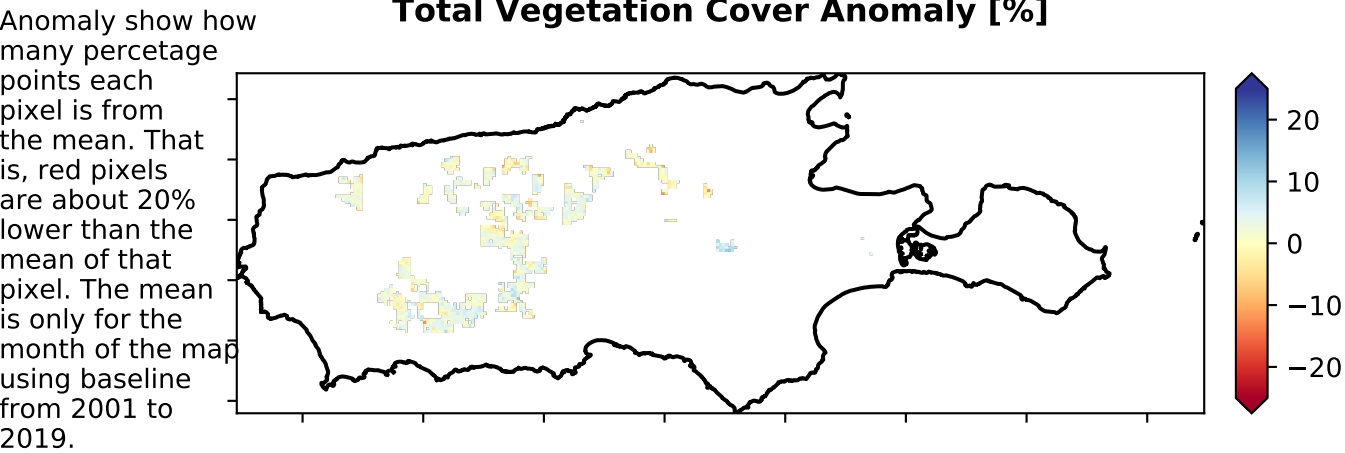 Total Vegetation Cover Anomaly [%]
Anomaly show how
many percetage
points each
pixel is from
the mean. That
is, red pixels
are about 20%
lower than the
mean of that
pixel. The mean
is only for the
month of the map
using baseline
from 2001 to
2019.
20
10
0
−10
−20